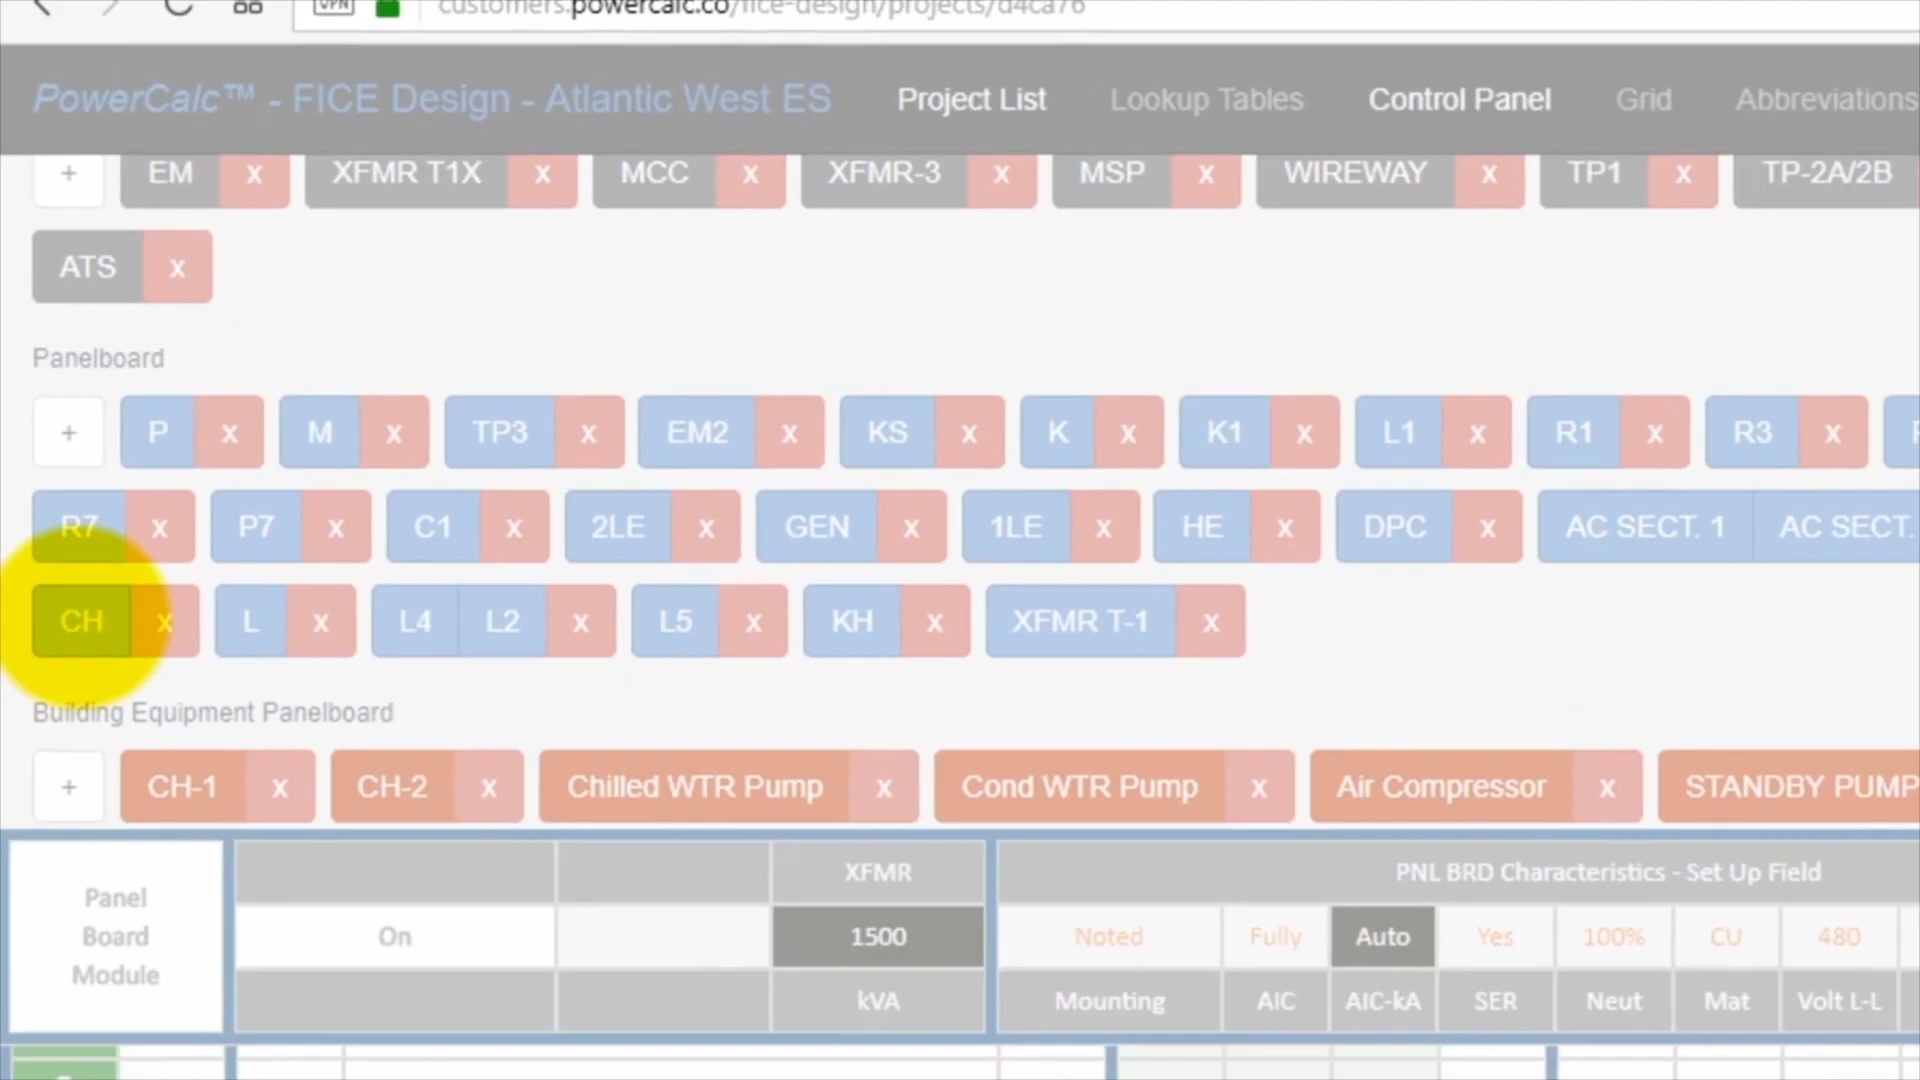 VPN customers.powercalc.co/fice-design/projects/d4ca76
PowerCalc™ - FICE Design - Atlantic West ES Project List Lookup Tables Control Panel Grid Abbreviations
+ EM x XFMR T1X x MCC x XFMR-3 x MSP x WIREWAY x TP1 x TP-2A/2B
ATS x
Panelboard
+ P x M x TP3 x EM2 x KS x K x K1 x L1 x R1 x R3 x
R7 x P7 x C1 x 2LE x GEN x 1LE x HE x DPC x AC SECT. 1 AC SECT.
CH x L x L4 L2 x L5 x KH x XFMR T-1 x
Building Equipment Panelboard
+ CH-1 x CH-2 x Chilled WTR Pump x Cond WTR Pump x Air Compressor x STANDBY PUMP
Panel
Board
Module
XFMR
On 1500
kVA
PNL BRD Characteristics - Set Up Field
Noted Fully Auto Yes 100% CU 480
Mounting AIC AIC-kA SER Neut Mat Volt L-L